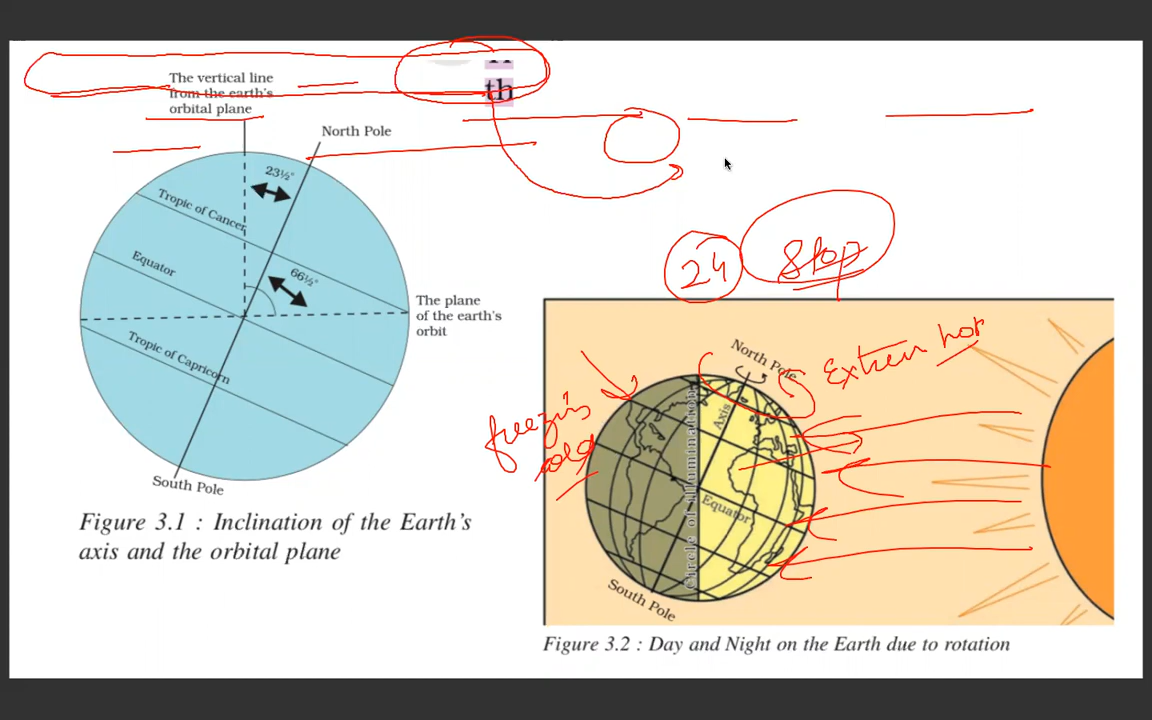 th
The vertical line
from the earth's
orbital plane
North Pole
23½°
Tropic of Cancer
Equator
66½°
The plane
of the earth's
orbit
Tropic of Capricorn
South Pole
Figure 3.1 : Inclination of the Earth's
axis and the orbital plane
24
Stop
North Pole
Extrem hot
freezing
cold
Axis
Circle of Illumination
Equator
South Pole
Figure 3.2 : Day and Night on the Earth due to rotation